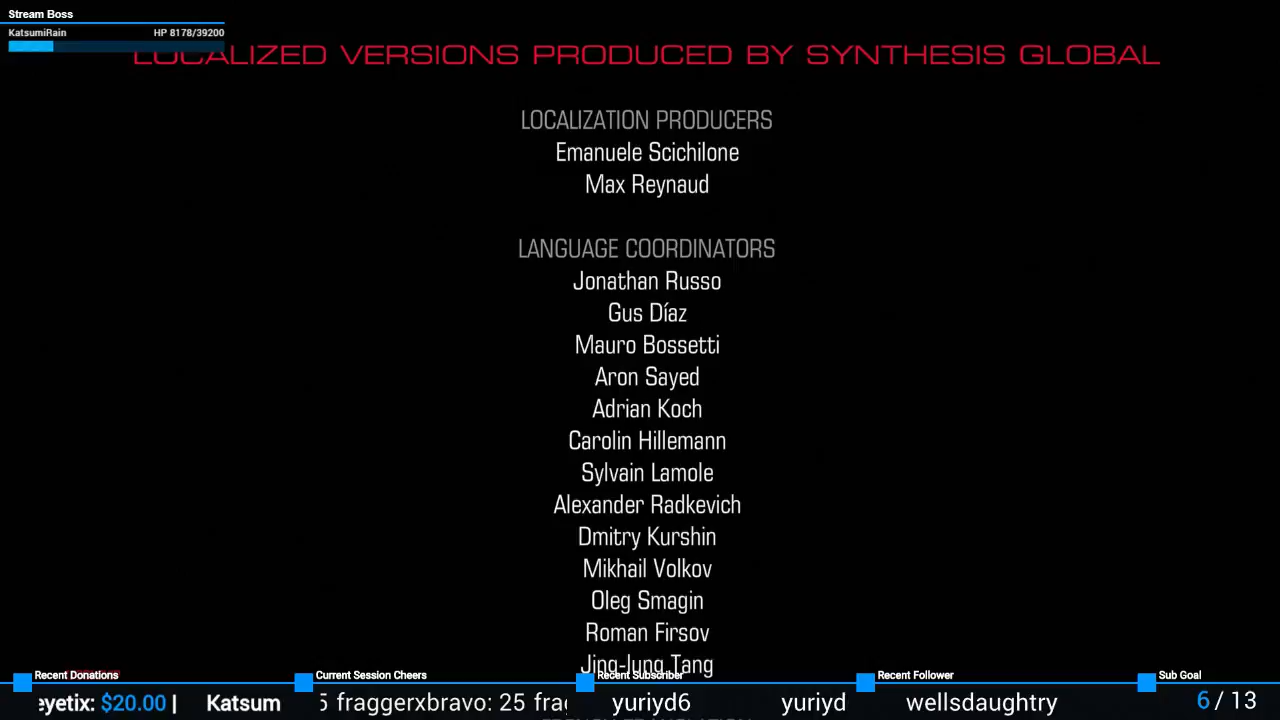 Stream Boss
KatsumiRain HP 8178/39200
LOCALIZED VERSIONS PRODUCED BY SYNTHESIS GLOBAL
LOCALIZATION PRODUCERS
Emanuele Scichilone
Max Reynaud
LANGUAGE COORDINATORS
Jonathan Russo
Gus Díaz
Mauro Bossetti
Aron Sayed
Adrian Koch
Carolin Hillemann
Sylvain Lamole
Alexander Radkevich
Dmitry Kurshin
Mikhail Volkov
Oleg Smagin
Roman Firsov
Jing-Jung Tang
Recent Donations Current Session Cheers Recent Subscriber Recent Follower Sub Goal
eyetix: $20.00 | Katsum 5 fraggerxbravo: 25 frag yuriyd6 yuriyd wellsdaughtry 6 / 13